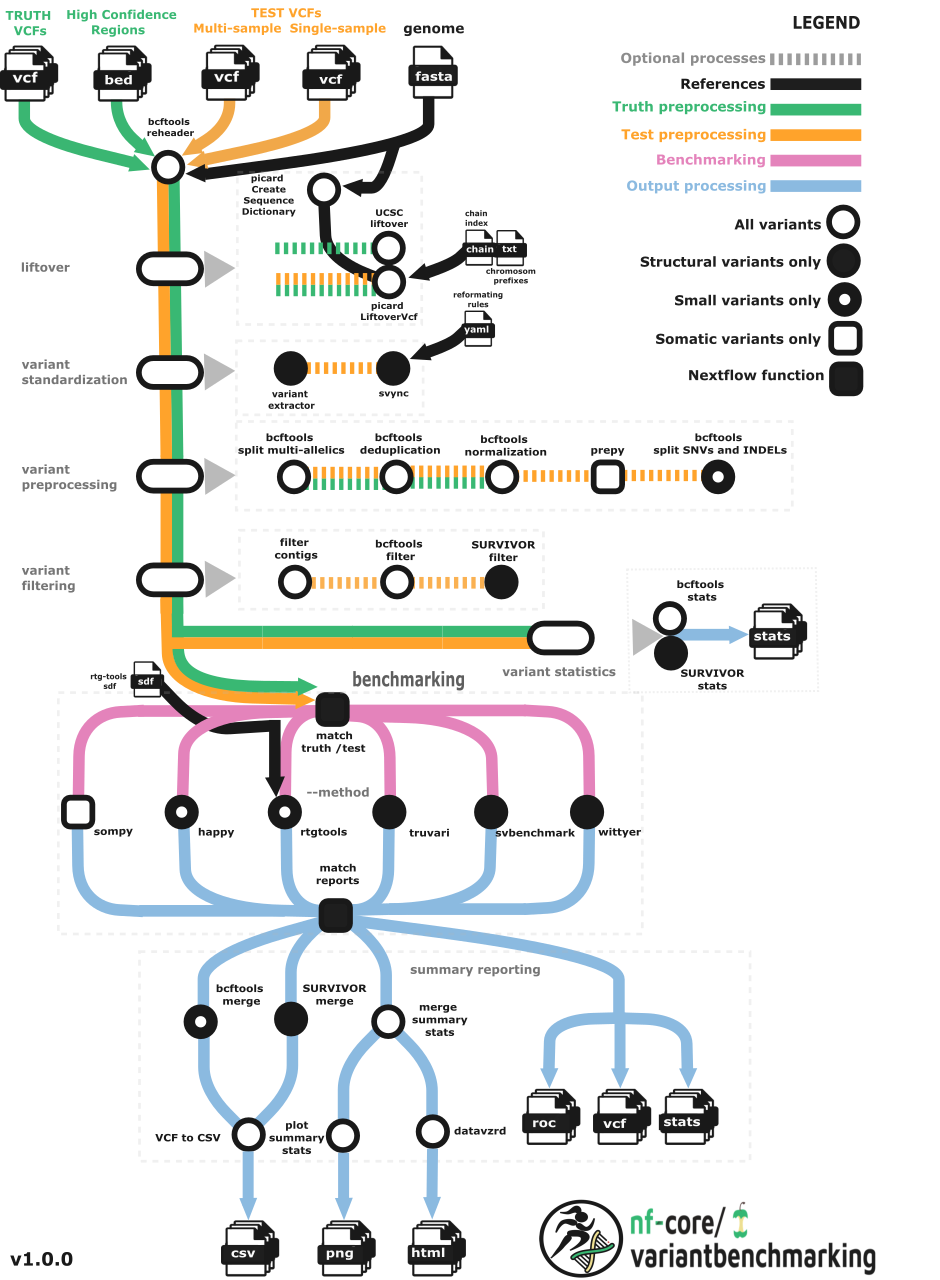 TRUTH
VCFs
High Confidence
Regions
TEST VCFs
Multi-sample Single-sample
genome
vcf
bed
vcf
vcf
fasta
LEGEND
Optional processes
References
Truth preprocessing
Test preprocessing
Benchmarking
Output processing
All variants
Structural variants only
Small variants only
Somatic variants only
Nextflow function
bcftools
reheader
picard
Create
Sequence
Dictionary
UCSC
liftover
chain
index
chain
txt
chromosom
prefixes
liftover
picard
LiftoverVcf
reformating
rules
yaml
variant
standardization
variant
extractor
svync
variant
preprocessing
bcftools
split multi-allelics
bcftools
deduplication
bcftools
normalization
prepy
bcftools
split SNVs and INDELs
variant
filtering
filter
contigs
bcftools
filter
SURVIVOR
filter
variant statistics
bcftools
stats
stats
SURVIVOR
stats
rtg-tools
sdf
sdf
benchmarking
match
truth /test
--method
sompy
happy
rtgtools
truvari
svbenchmark
wittyer
match
reports
summary reporting
bcftools
merge
SURVIVOR
merge
merge
summary
stats
roc
vcf
stats
VCF to CSV
plot
summary
stats
datavzrd
csv
png
html
v1.0.0
nf-core/
variantbenchmarking